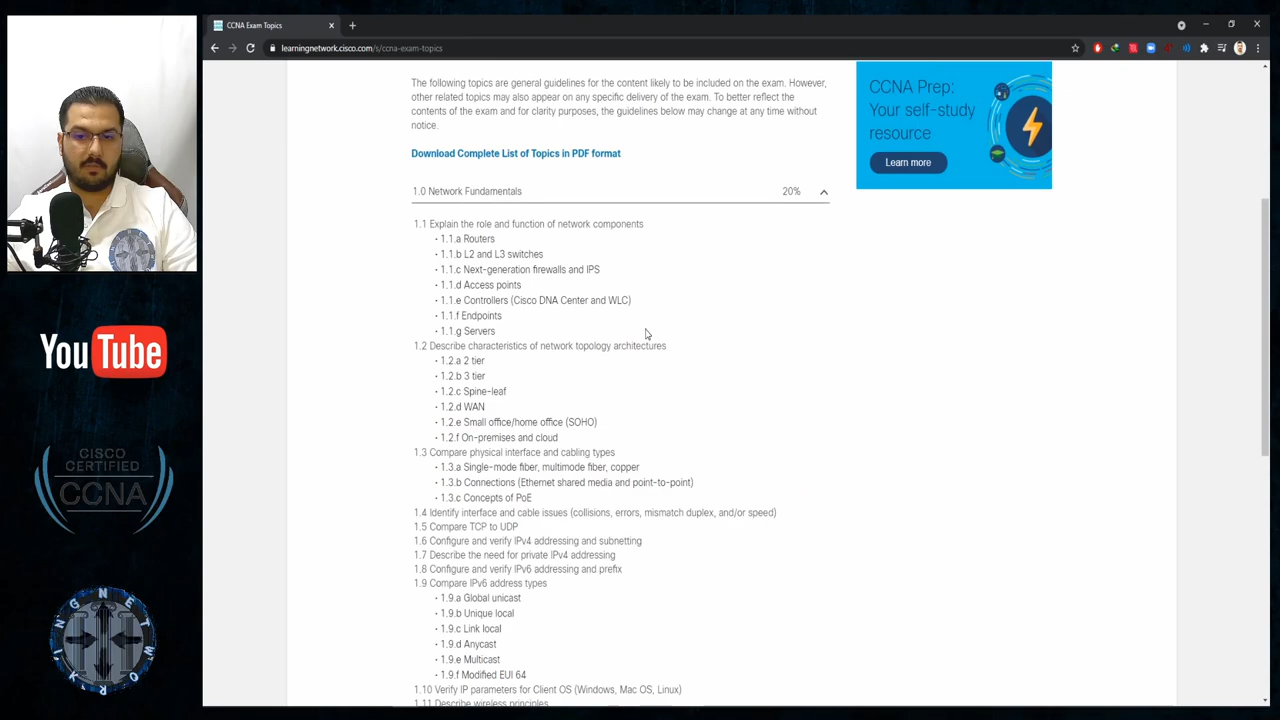 CCNA Exam Topics
learningnetwork.cisco.com/s/ccna-exam-topics
The following topics are general guidelines for the content likely to be included on the exam. However,
other related topics may also appear on any specific delivery of the exam. To better reflect the
contents of the exam and for clarity purposes, the guidelines below may change at any time without
notice.
Download Complete List of Topics in PDF format
1.0 Network Fundamentals 20%
1.1 Explain the role and function of network components
• 1.1.a Routers
• 1.1.b L2 and L3 switches
• 1.1.c Next-generation firewalls and IPS
• 1.1.d Access points
• 1.1.e Controllers (Cisco DNA Center and WLC)
• 1.1.f Endpoints
• 1.1.g Servers
1.2 Describe characteristics of network topology architectures
• 1.2.a 2 tier
• 1.2.b 3 tier
• 1.2.c Spine-leaf
• 1.2.d WAN
• 1.2.e Small office/home office (SOHO)
• 1.2.f On-premises and cloud
1.3 Compare physical interface and cabling types
• 1.3.a Single-mode fiber, multimode fiber, copper
• 1.3.b Connections (Ethernet shared media and point-to-point)
• 1.3.c Concepts of PoE
1.4 Identify interface and cable issues (collisions, errors, mismatch duplex, and/or speed)
1.5 Compare TCP to UDP
1.6 Configure and verify IPv4 addressing and subnetting
1.7 Describe the need for private IPv4 addressing
1.8 Configure and verify IPv6 addressing and prefix
1.9 Compare IPv6 address types
• 1.9.a Global unicast
• 1.9.b Unique local
• 1.9.c Link local
• 1.9.d Anycast
• 1.9.e Multicast
• 1.9.f Modified EUI 64
1.10 Verify IP parameters for Client OS (Windows, Mac OS, Linux)
1.11 Describe wireless principles
CCNA Prep:
Your self-study
resource
Learn more
YouTube
CISCO
CERTIFIED
CCNA